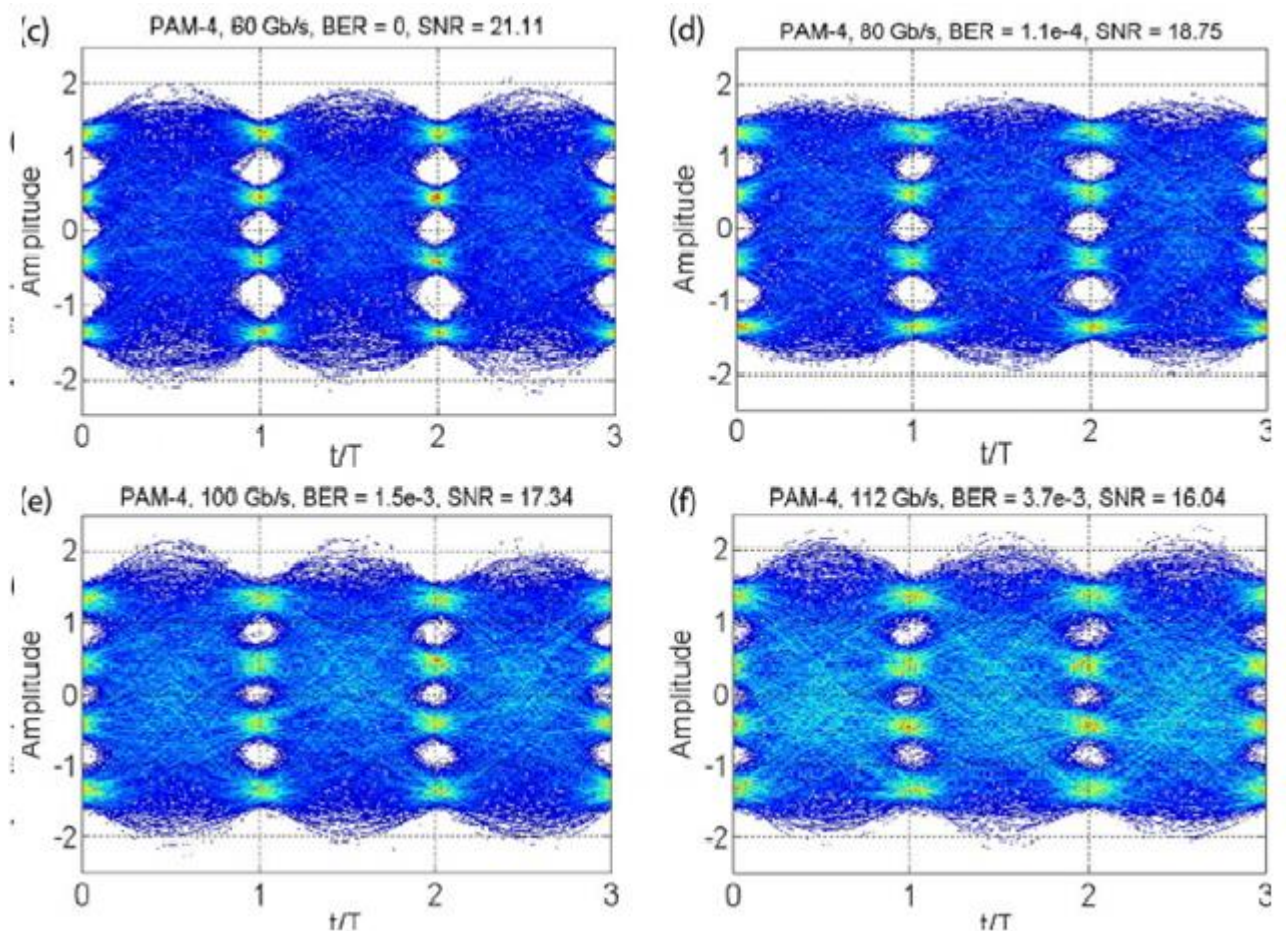 (c) PAM-4, 60 Gb/s, BER = 0, SNR = 21.11
2
1
0
-1
-2
Amplitude
0 1 2 3
t/T
(d) PAM-4, 80 Gb/s, BER = 1.1e-4, SNR = 18.75
2
1
0
-1
-2
Amplitude
0 1 2 3
t/T
(e) PAM-4, 100 Gb/s, BER = 1.5e-3, SNR = 17.34
2
1
0
-1
-2
Amplitude
0 1 2 3
t/T
(f) PAM-4, 112 Gb/s, BER = 3.7e-3, SNR = 16.04
2
1
0
-1
-2
Amplitude
0 1 2 3
t/T